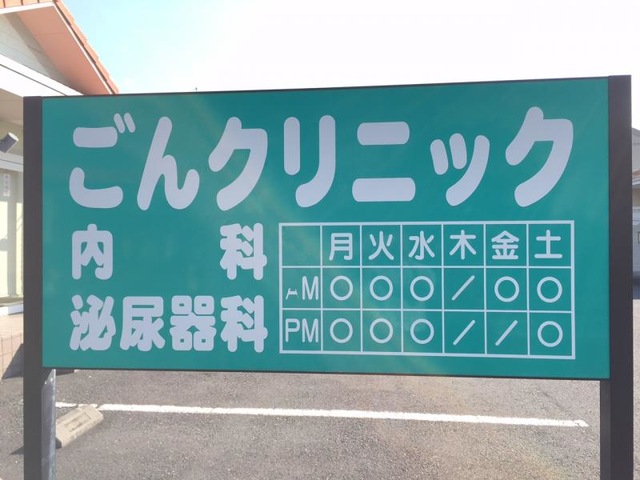 ごんクリニック
内科
泌尿器科
月 火 水 木 金 土
AM ○ ○ ○ / ○ ○
PM ○ ○ ○ / / ○